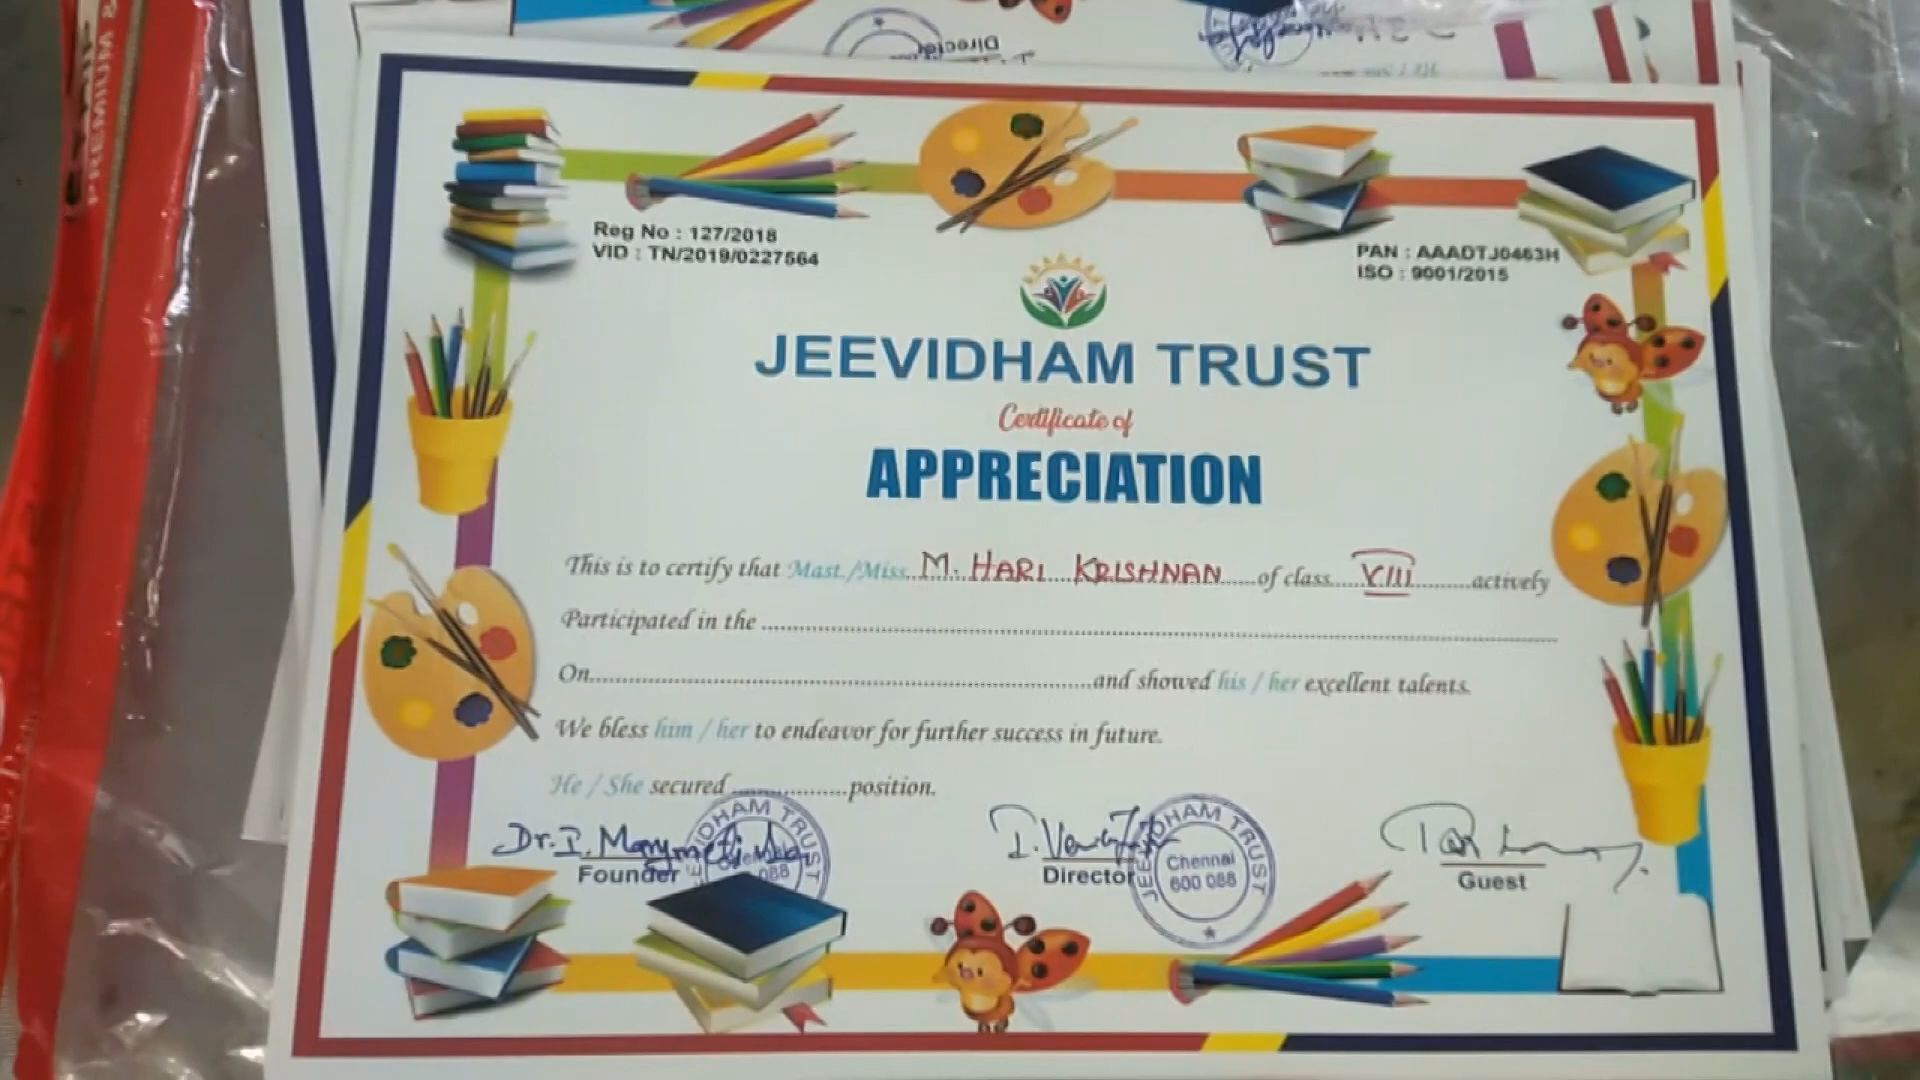 Reg No : 127/2018
VID : TN/2019/0227564
PAN : AAADTJ0463H
ISO : 9001/2015
JEEVIDHAM TRUST
Certificate of
APPRECIATION
This is to certify that Mast./Miss. M. HARI KRISHNAN of class VIII actively
Participated in the
On and showed his / her excellent talents.
We bless him / her to endeavor for further success in future.
He / She secured position.
Dr. I.
Founder
I.
Director
JEEVIDHAM TRUST
Chennai
600 088
Guest
PREMIUM
Director